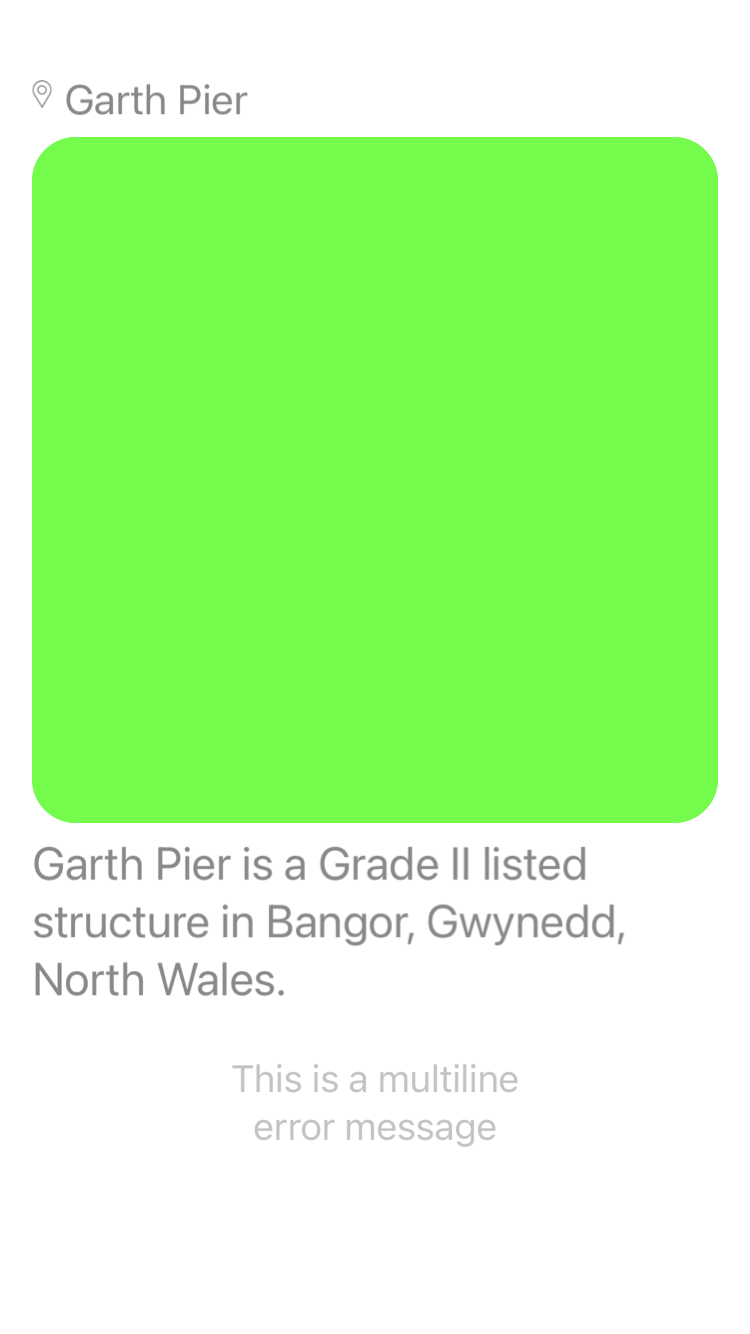 Garth Pier
Garth Pier is a Grade II listed
structure in Bangor, Gwynedd,
North Wales.
This is a multiline
error message